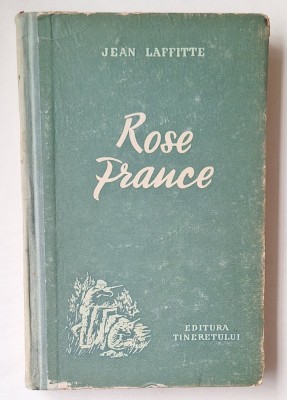 JEAN LAFFITTE
Rose
France
EDITURA
TINERETULUI